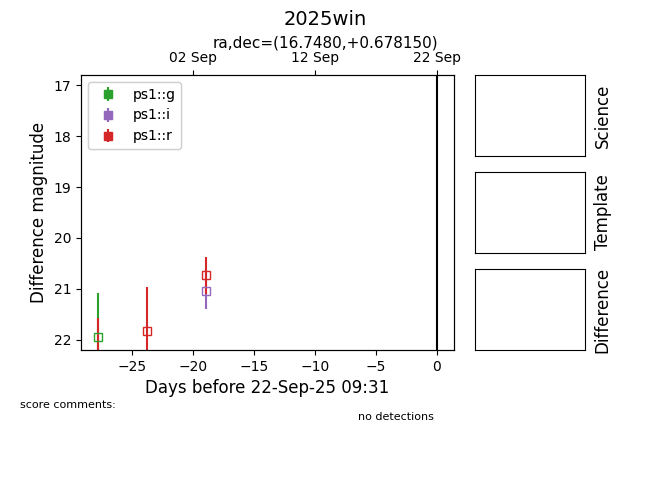 2025win
ra,dec=(16.7480,+0.678150)
02 Sep 12 Sep 22 Sep
ps1::g
ps1::i
ps1::r
17
18
19
20
21
22
Difference magnitude
−25 −20 −15 −10 −5 0
Days before 22-Sep-25 09:31
Science
Template
Difference
score comments:
no detections